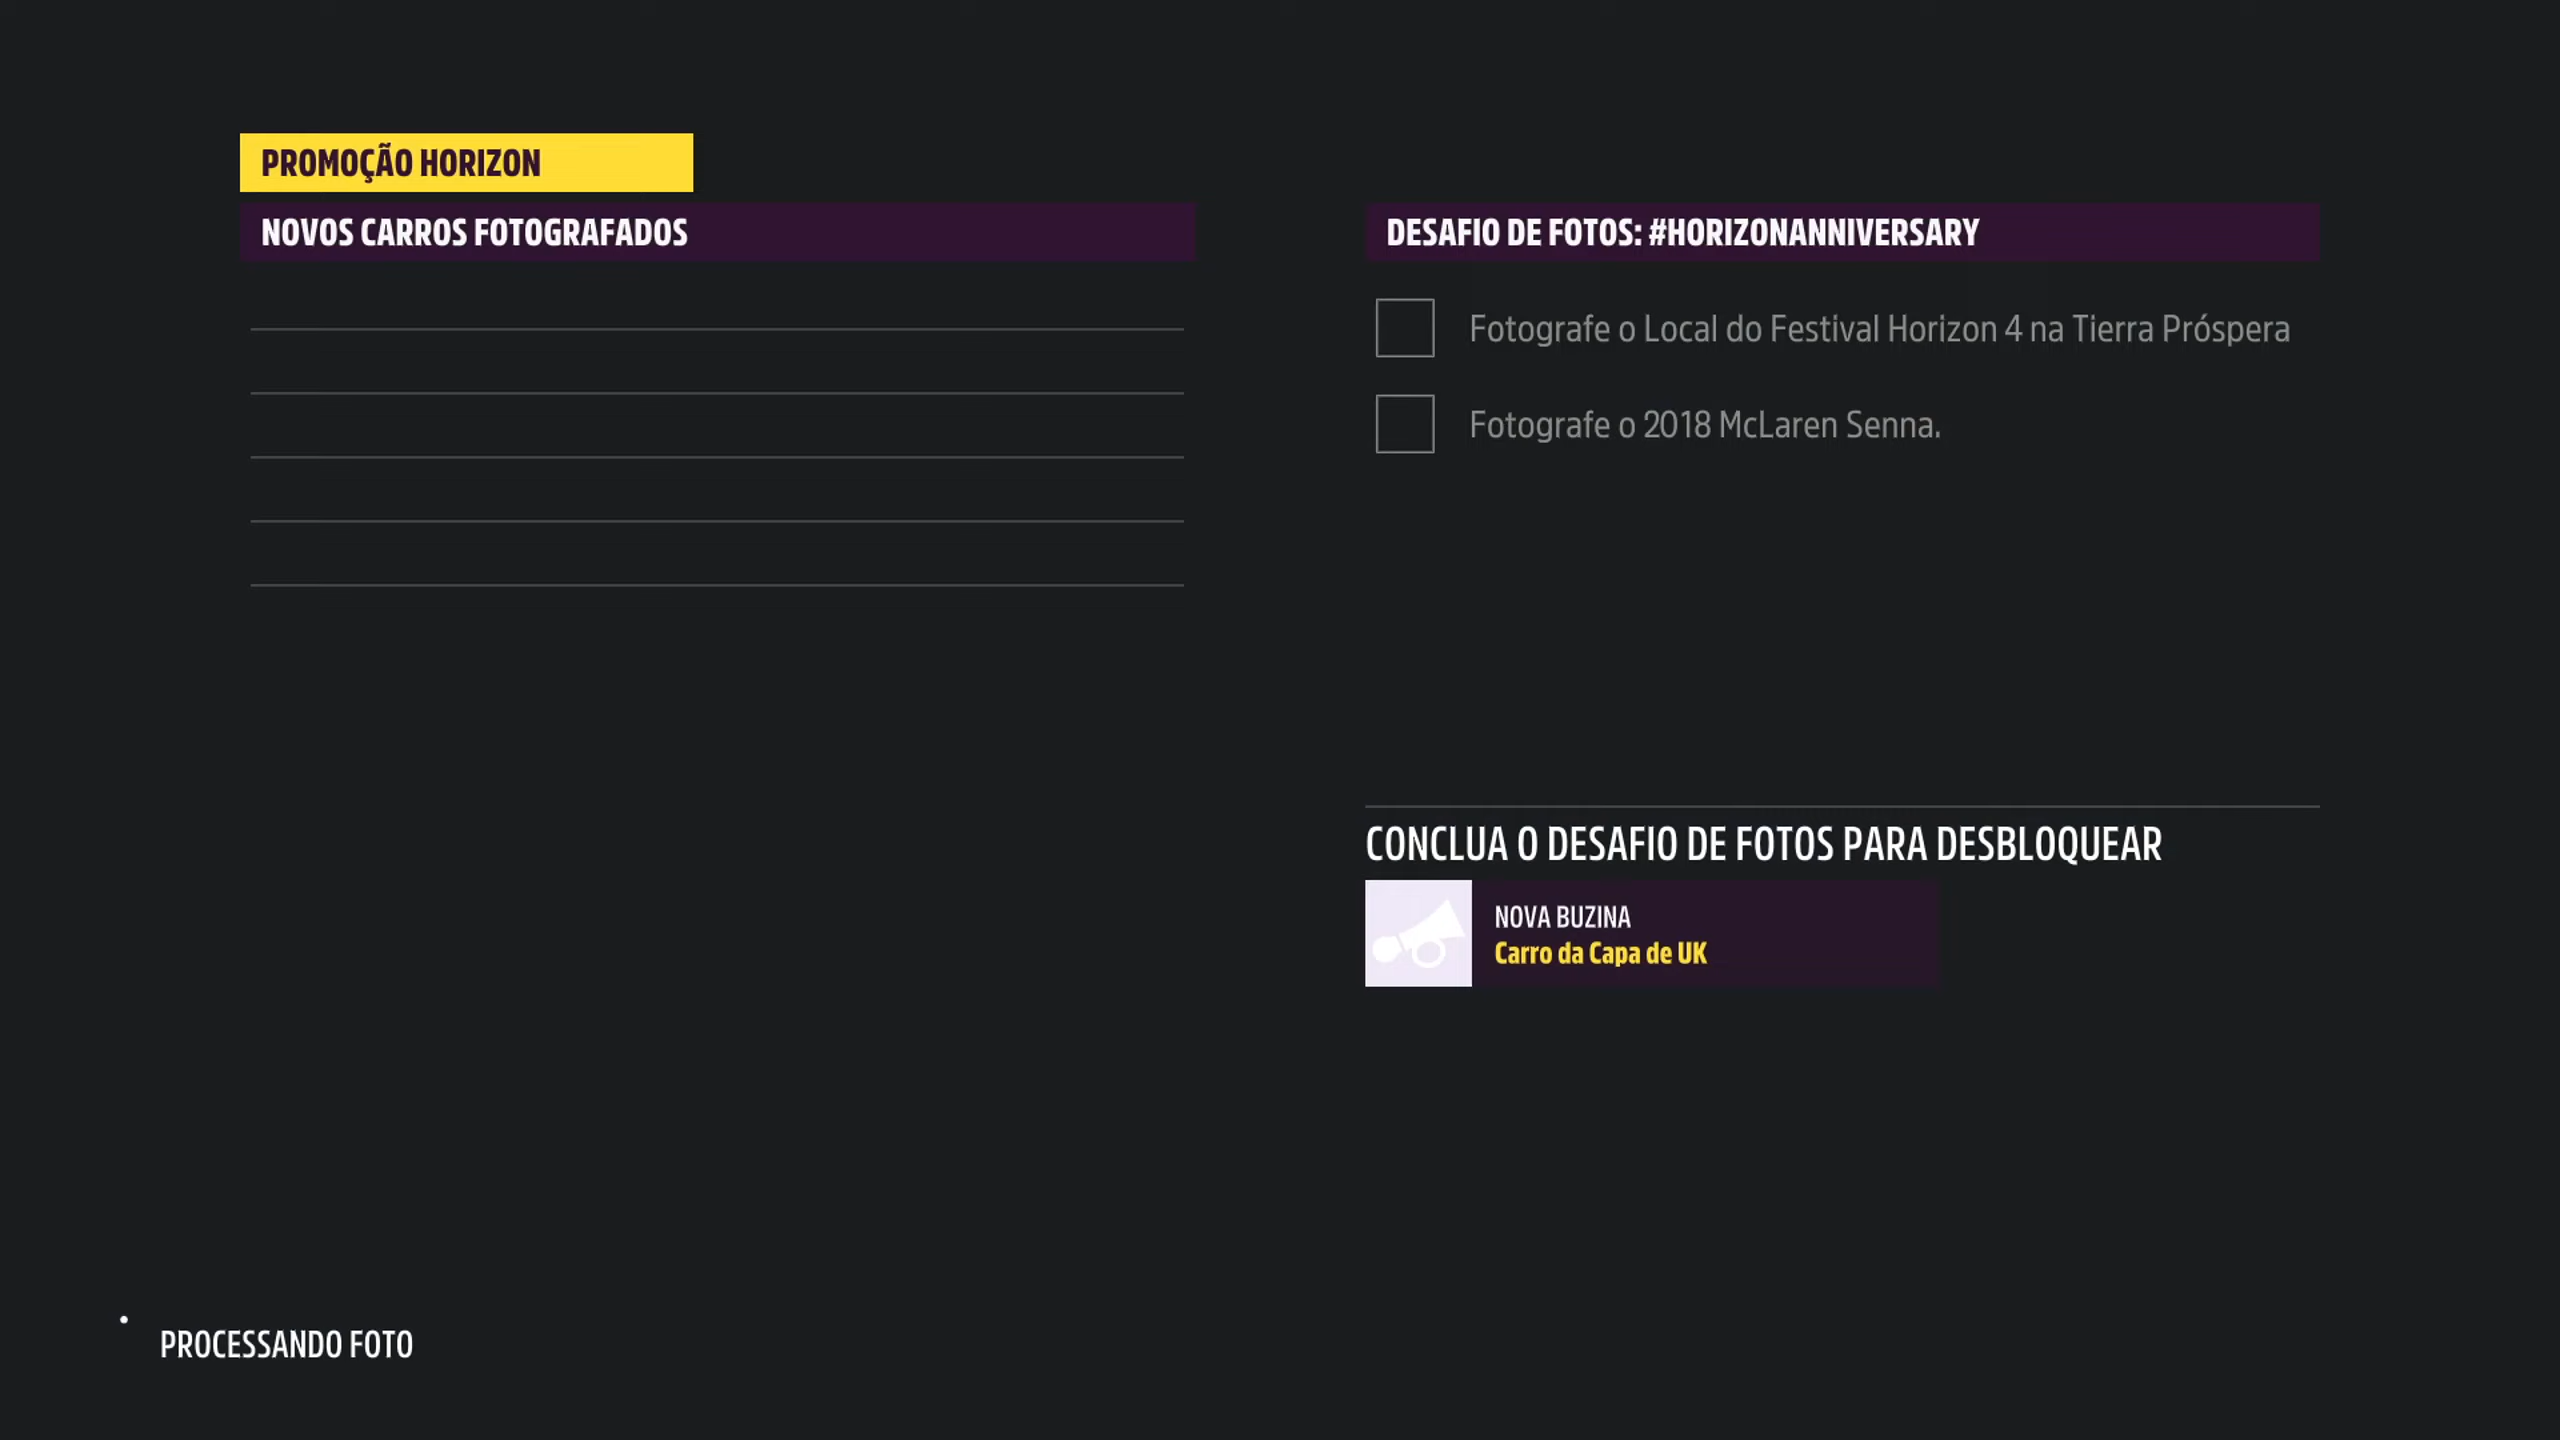 PROMOÇÃO HORIZON
NOVOS CARROS FOTOGRAFADOS
DESAFIO DE FOTOS: #HORIZONANNIVERSARY
Fotografe o Local do Festival Horizon 4 na Tierra Próspera
Fotografe o 2018 McLaren Senna.
CONCLUA O DESAFIO DE FOTOS PARA DESBLOQUEAR
NOVA BUZINA
Carro da Capa de UK
PROCESSANDO FOTO